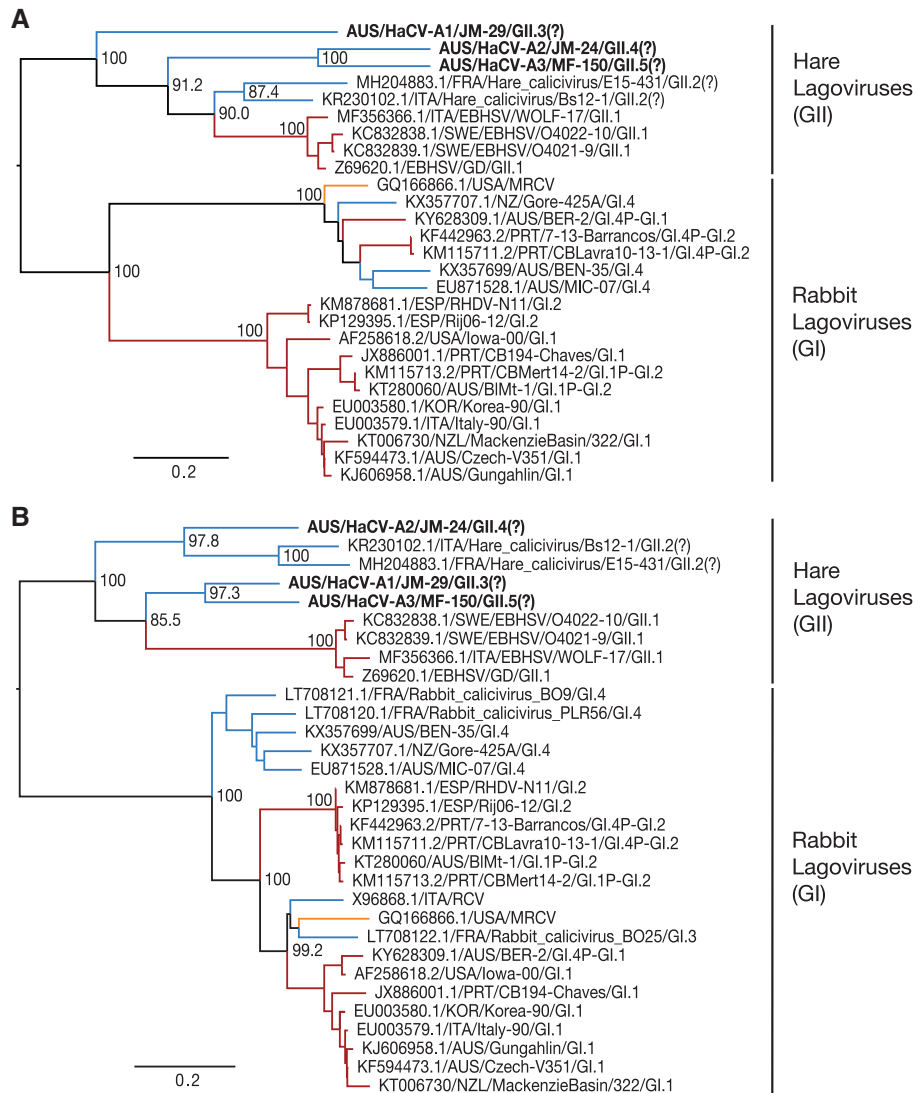 A
AUS/HaCV-A1/JM-29/GII.3(?)
100
AUS/HaCV-A2/JM-24/GII.4(?)
100
AUS/HaCV-A3/MF-150/GII.5(?)
91.2
MH204883.1/FRA/Hare_calicivirus/E15-431/GII.2(?)
87.4
KR230102.1/ITA/Hare_calicivirus/Bs12-1/GII.2(?)
90.0
MF356366.1/ITA/EBHSV/WOLF-17/GII.1
100
KC832838.1/SWE/EBHSV/O4022-10/GII.1
KC832839.1/SWE/EBHSV/O4021-9/GII.1
Z69620.1/EBHSV/GD/GII.1
Hare
Lagoviruses
(GII)
100
GQ166866.1/USA/MRCV
KX357707.1/NZ/Gore-425A/GI.4
KY628309.1/AUS/BER-2/GI.4P-GI.1
KF442963.2/PRT/7-13-Barrancos/GI.4P-GI.2
KM115711.2/PRT/CBLavra10-13-1/GI.4P-GI.2
100
KX357699/AUS/BEN-35/GI.4
EU871528.1/AUS/MIC-07/GI.4
KM878681.1/ESP/RHDV-N11/GI.2
KP129395.1/ESP/Rij06-12/GI.2
100
AF258618.2/USA/Iowa-00/GI.1
JX886001.1/PRT/CB194-Chaves/GI.1
KM115713.2/PRT/CBMert14-2/GI.1P-GI.2
KT280060/AUS/BlMt-1/GI.1P-GI.2
EU003580.1/KOR/Korea-90/GI.1
EU003579.1/ITA/Italy-90/GI.1
KT006730/NZL/MackenzieBasin/322/GI.1
KF594473.1/AUS/Czech-V351/GI.1
KJ606958.1/AUS/Gungahlin/GI.1
Rabbit
Lagoviruses
(GI)
0.2
B
AUS/HaCV-A2/JM-24/GII.4(?)
97.8
KR230102.1/ITA/Hare_calicivirus/Bs12-1/GII.2(?)
100
MH204883.1/FRA/Hare_calicivirus/E15-431/GII.2(?)
100
AUS/HaCV-A1/JM-29/GII.3(?)
97.3
AUS/HaCV-A3/MF-150/GII.5(?)
85.5
KC832838.1/SWE/EBHSV/O4022-10/GII.1
100
KC832839.1/SWE/EBHSV/O4021-9/GII.1
MF356366.1/ITA/EBHSV/WOLF-17/GII.1
Z69620.1/EBHSV/GD/GII.1
Hare
Lagoviruses
(GII)
LT708121.1/FRA/Rabbit_calicivirus_BO9/GI.4
LT708120.1/FRA/Rabbit_calicivirus_PLR56/GI.4
KX357699/AUS/BEN-35/GI.4
KX357707.1/NZ/Gore-425A/GI.4
EU871528.1/AUS/MIC-07/GI.4
100
KM878681.1/ESP/RHDV-N11/GI.2
100
KP129395.1/ESP/Rij06-12/GI.2
KF442963.2/PRT/7-13-Barrancos/GI.4P-GI.2
KM115711.2/PRT/CBLavra10-13-1/GI.4P-GI.2
KT280060/AUS/BlMt-1/GI.1P-GI.2
KM115713.2/PRT/CBMert14-2/GI.1P-GI.2
100
X96868.1/ITA/RCV
GQ166866.1/USA/MRCV
LT708122.1/FRA/Rabbit_calicivirus_BO25/GI.3
99.2
KY628309.1/AUS/BER-2/GI.4P-GI.1
AF258618.2/USA/Iowa-00/GI.1
JX886001.1/PRT/CB194-Chaves/GI.1
EU003580.1/KOR/Korea-90/GI.1
EU003579.1/ITA/Italy-90/GI.1
KJ606958.1/AUS/Gungahlin/GI.1
KF594473.1/AUS/Czech-V351/GI.1
KT006730/NZL/MackenzieBasin/322/GI.1
Rabbit
Lagoviruses
(GI)
0.2